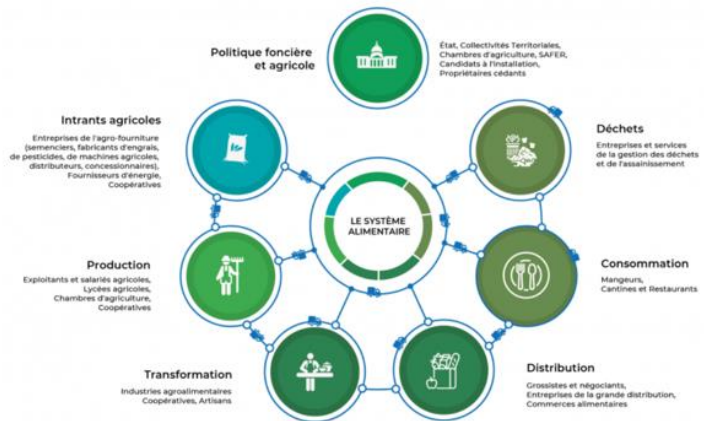 Politique foncière
et agricole
État, Collectivités Territoriales,
Chambres d'agriculture, SAFER,
Candidats à l'installation,
Propriétaires cédants
Intrants agricoles
Entreprises de l'agro-fourniture
(semenciers, fabricants d'engrais,
de pesticides, de machines agricoles,
distributeurs, concessionnaires),
Fournisseurs d'énergie,
Coopératives
Déchets
Entreprises et services
de la gestion des déchets
et de l'assainissement
LE SYSTÈME
ALIMENTAIRE
Production
Exploitants et salariés agricoles,
Lycées agricoles,
Chambres d'agriculture,
Coopératives
Consommation
Mangeurs,
Cantines et Restaurants
Transformation
Industries agroalimentaires
Coopératives, Artisans
Distribution
Grossistes et négociants,
Entreprises de la grande distribution,
Commerces alimentaires